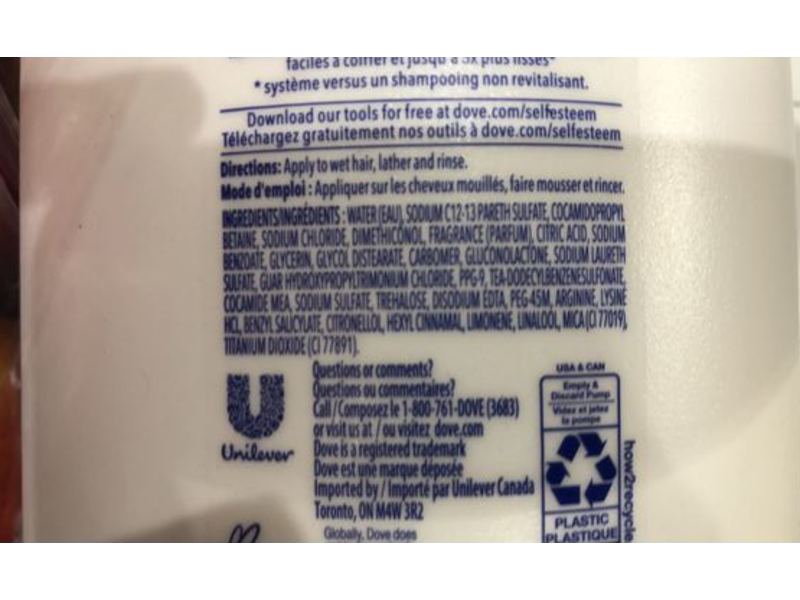 faciles à coiffer et jusqu'à 3x plus lisses*
*système versus un shampooing non revitalisant.
Download our tools for free at dove.com/selfesteem
Téléchargez gratuitement nos outils à dove.com/selfesteem
Directions: Apply to wet hair, lather and rinse.
Mode d'emploi : Appliquer sur les cheveux mouillés, faire mousser et rincer.
INGREDIENTS/INGRÉDIENTS : WATER (EAU), SODIUM C12-13 PARETH SULFATE, COCAMIDOPROPYL
BETAINE, SODIUM CHLORIDE, DIMETHICONOL, FRAGRANCE (PARFUM), CITRIC ACID, SODIUM
BENZOATE, GLYCERIN, GLYCOL DISTEARATE, CARBOMER, GLUCONOLACTONE, SODIUM LAURETH
SULFATE, GUAR HYDROXYPROPYLTRIMONIUM CHLORIDE, PPG-9, TEA-DODECYLBENZENESULFONATE,
COCAMIDE MEA, SODIUM SULFATE, TREHALOSE, DISODIUM EDTA, PEG-45M, ARGININE, LYSINE
HCL, BENZYL SALICYLATE, CITRONELLOL, HEXYL CINNAMAL, LIMONENE, LINALOOL, MICA (CI 77019),
TITANIUM DIOXIDE (CI 77891).
Questions or comments?
Questions ou commentaires?
Call / Composez le 1-800-761-DOVE (3683)
or visit us at / ou visitez dove.com
Dove is a registered trademark
Dove est une marque déposée
Imported by / Importé par Unilever Canada
Toronto, ON M4W 3R2
Globally, Dove does
Unilever
USA & CAN
Empty &
Discard Pump
Videz et jetez
la pompe
PLASTIC
PLASTIQUE
how2recycle